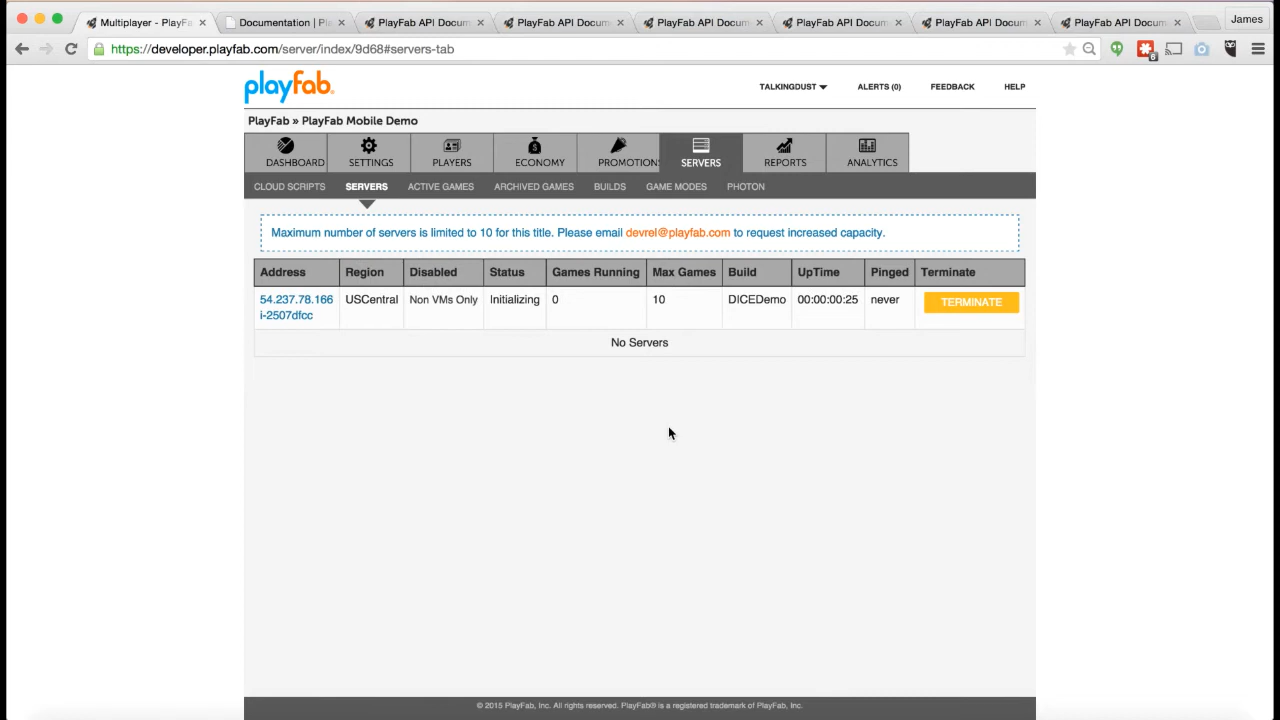 Multiplayer - PlayFa
Documentation | Pla
PlayFab API Docum
PlayFab API Docume
PlayFab API Docum
PlayFab API Docum
PlayFab API Docum
PlayFab API Docum
James
https://developer.playfab.com/server/index/9d68#servers-tab
6
playfab.
TALKINGDUST
ALERTS (0)
FEEDBACK
HELP
PlayFab » PlayFab Mobile Demo
DASHBOARD
SETTINGS
PLAYERS
ECONOMY
PROMOTIONS
SERVERS
REPORTS
ANALYTICS
CLOUD SCRIPTS
SERVERS
ACTIVE GAMES
ARCHIVED GAMES
BUILDS
GAME MODES
PHOTON
Maximum number of servers is limited to 10 for this title. Please email devrel@playfab.com to request increased capacity.
Address Region Disabled Status Games Running Max Games Build UpTime Pinged Terminate
54.237.78.166 USCentral Non VMs Only Initializing 0 10 DICEDemo 00:00:00:25 never TERMINATE
i-2507dfcc
No Servers
© 2015 PlayFab, Inc. All rights reserved. PlayFab® is a registered trademark of PlayFab, Inc.